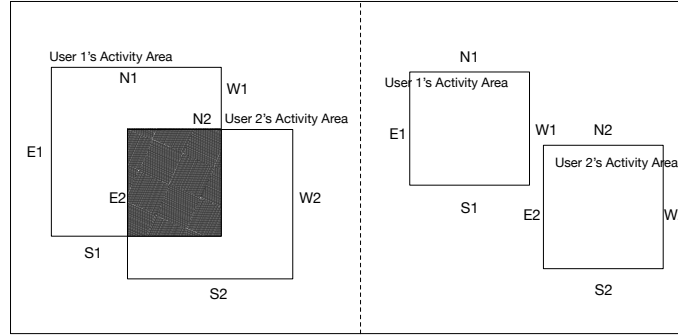 User 1's Activity Area
N1
W1
N2
User 2's Activity Area
E1
E2
W2
S1
S2
N1
User 1's Activity Area
E1
W1
N2
User 2's Activity Area
S1
E2
W
S2